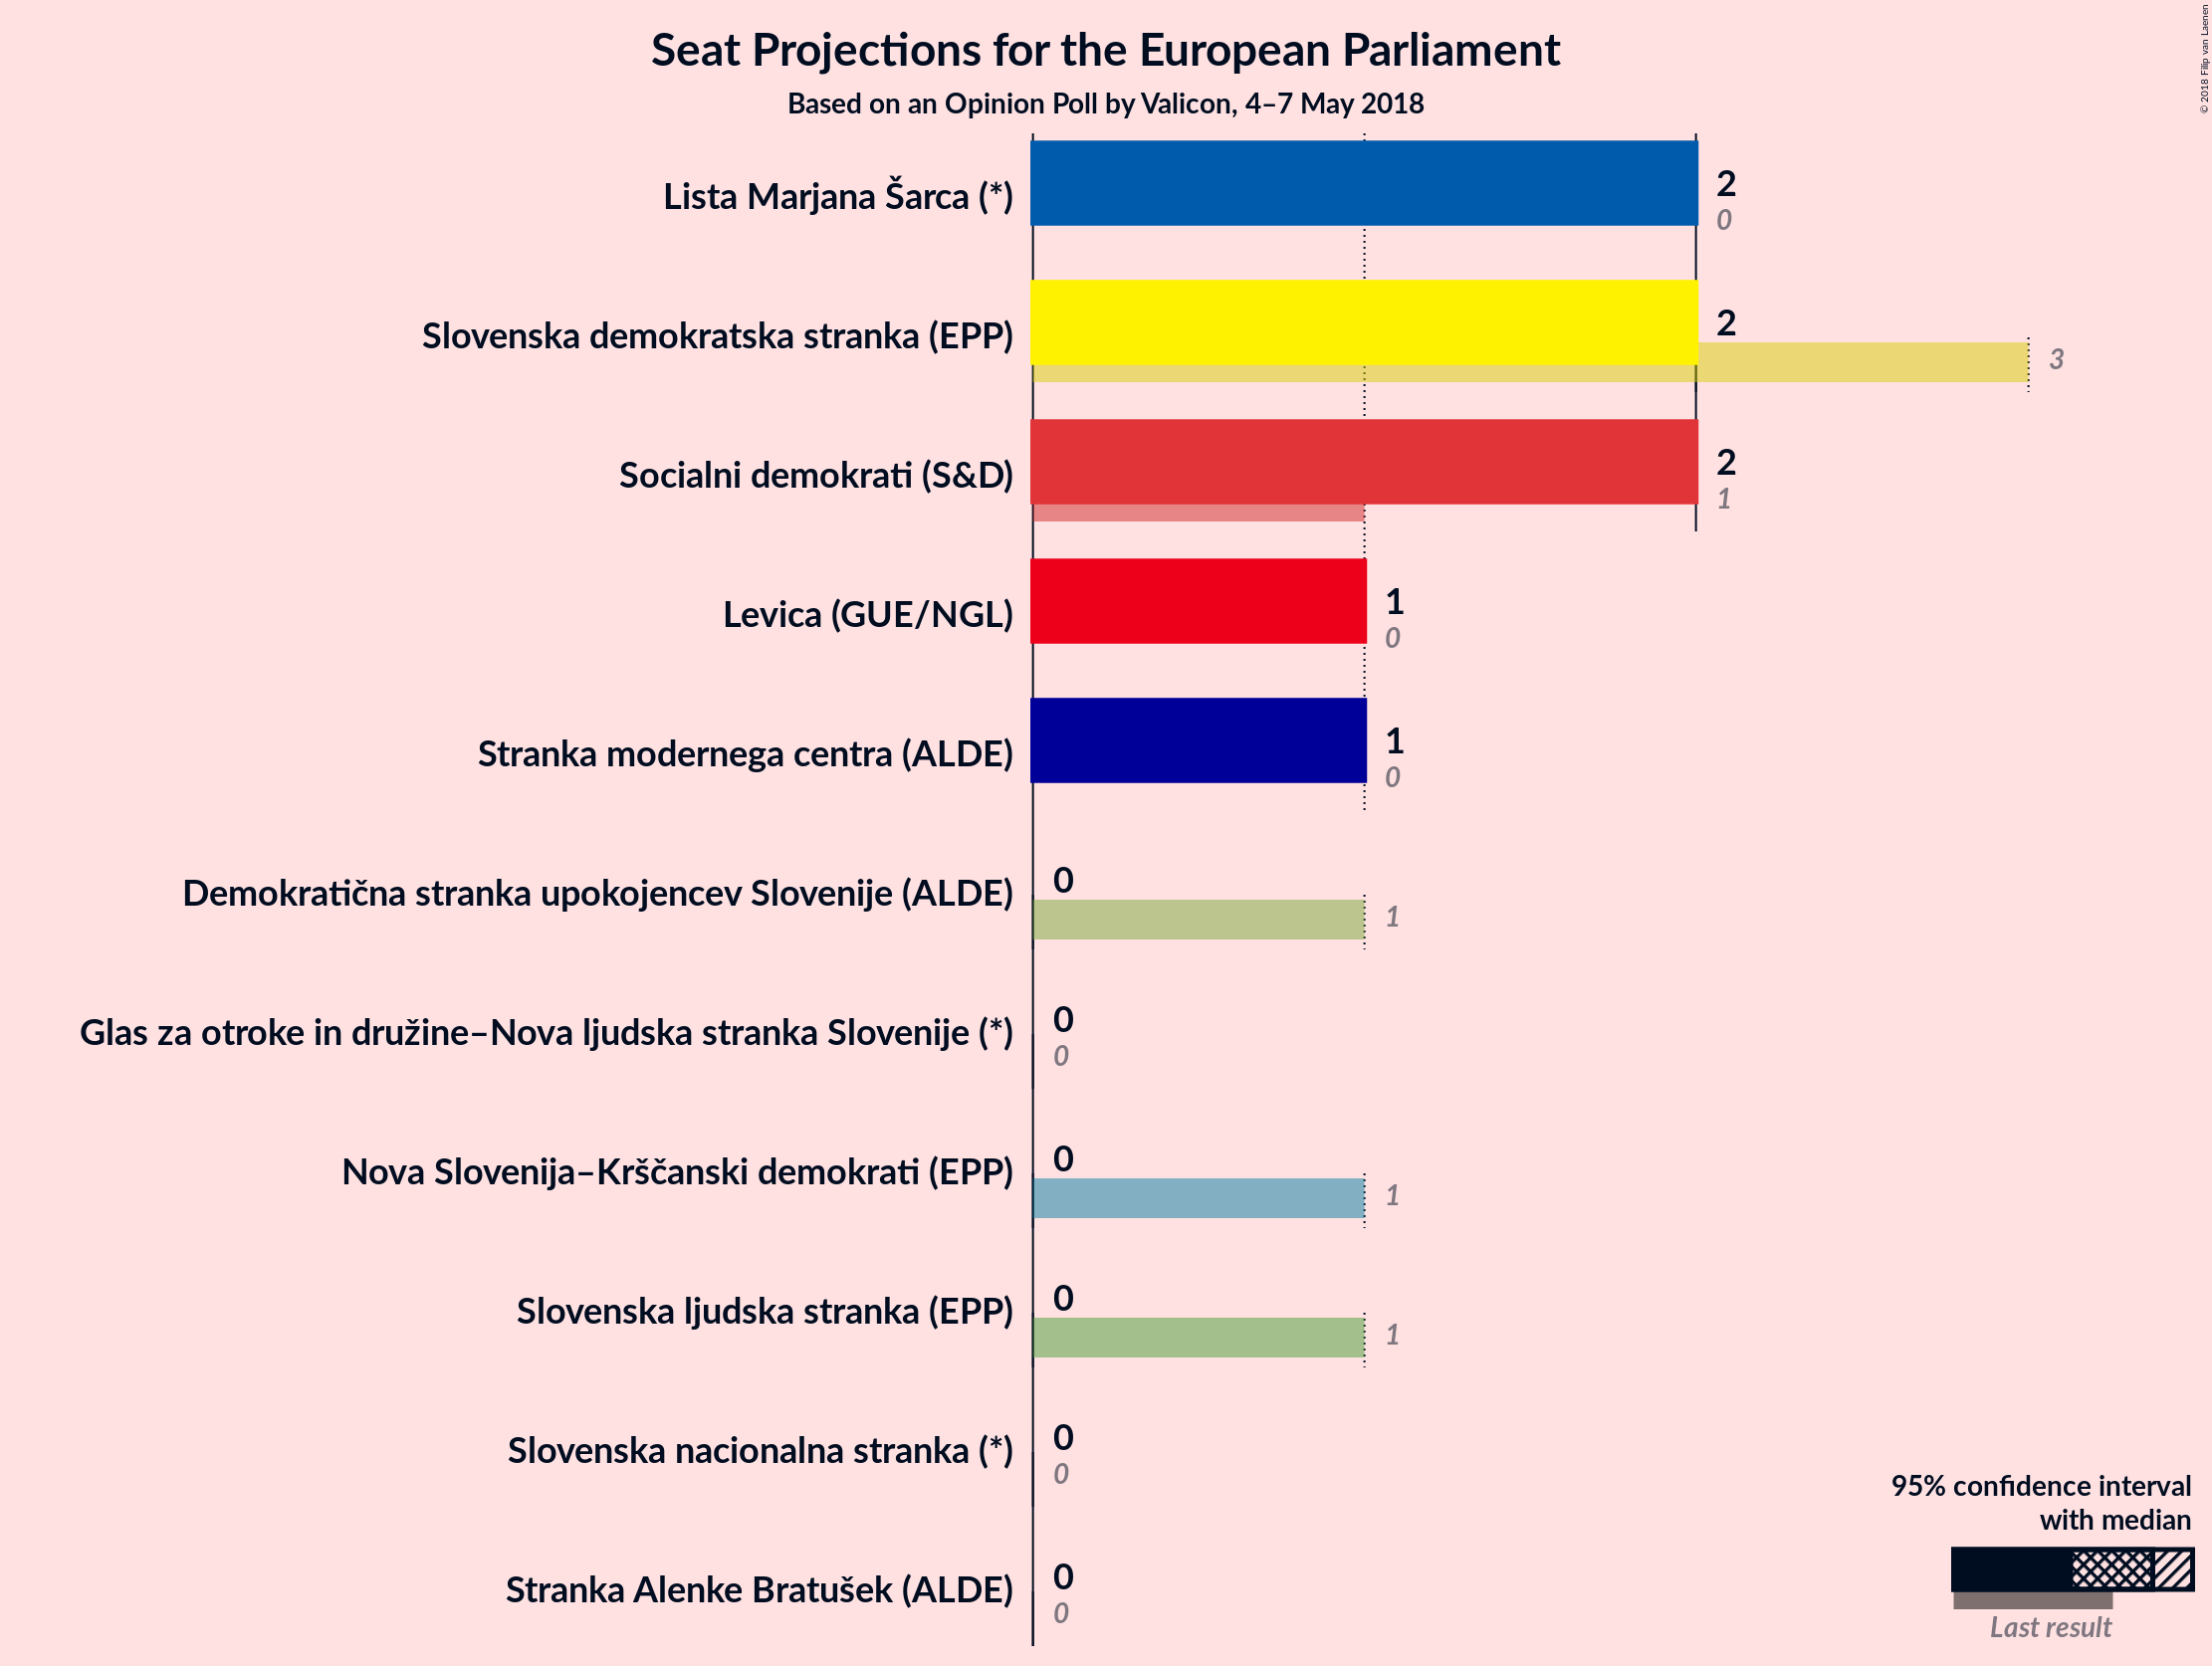 Seat Projections for the European Parliament
Based on an Opinion Poll by Valicon, 4–7 May 2018
© 2018 Filip van Laenen
Lista Marjana Šarca (*)
2
0
Slovenska demokratska stranka (EPP)
2
3
Socialni demokrati (S&D)
2
1
Levica (GUE/NGL)
1
0
Stranka modernega centra (ALDE)
1
0
Demokratična stranka upokojencev Slovenije (ALDE)
0
1
Glas za otroke in družine–Nova ljudska stranka Slovenije (*)
0
0
Nova Slovenija–Krščanski demokrati (EPP)
0
1
Slovenska ljudska stranka (EPP)
0
1
Slovenska nacionalna stranka (*)
0
0
Stranka Alenke Bratušek (ALDE)
0
0
95% confidence interval
with median
Last result